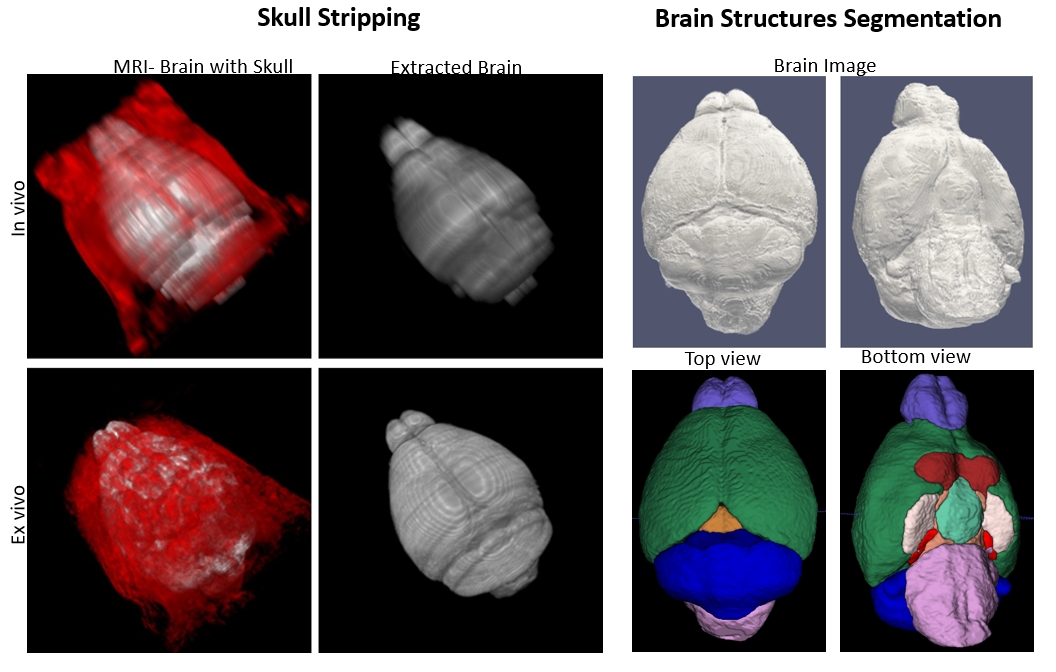 Skull Stripping
Brain Structures Segmentation
MRI- Brain with Skull
Extracted Brain
Brain Image
In vivo
Top view
Bottom view
Ex vivo